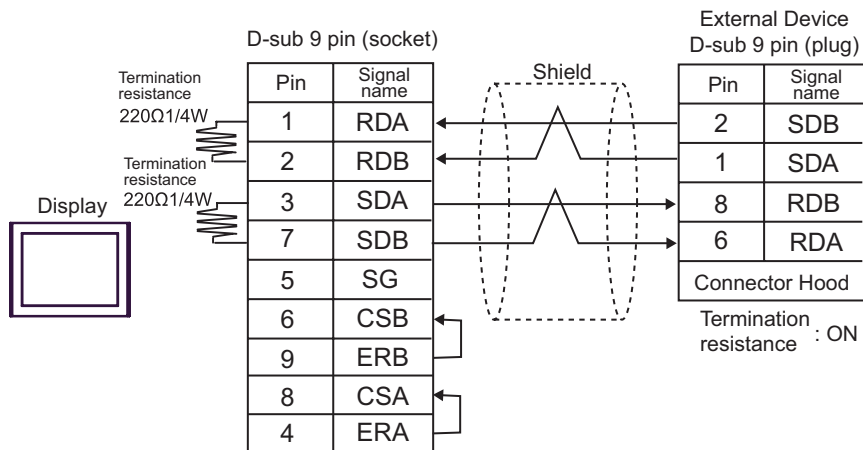 External Device
D-sub 9 pin (socket)
D-sub 9 pin (plug)
Shield
Display
Termination
resistance
220Ω1/4W
Termination
resistance
220Ω1/4W
Pin Signal name
1 RDA
2 RDB
3 SDA
7 SDB
5 SG
6 CSB
9 ERB
8 CSA
4 ERA
Pin Signal name
2 SDB
1 SDA
8 RDB
6 RDA
Connector Hood
Termination
resistance : ON